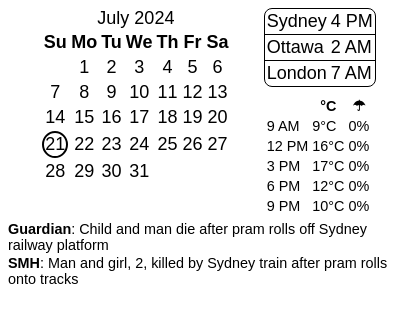 July 2024
Su Mo Tu We Th Fr Sa
1 2 3 4 5 6
7 8 9 10 11 12 13
14 15 16 17 18 19 20
21 22 23 24 25 26 27
28 29 30 31
Sydney 4 PM
Ottawa 2 AM
London 7 AM
°C ☂
9 AM 9°C 0%
12 PM 16°C 0%
3 PM 17°C 0%
6 PM 12°C 0%
9 PM 10°C 0%
Guardian: Child and man die after pram rolls off Sydney
railway platform
SMH: Man and girl, 2, killed by Sydney train after pram rolls
onto tracks